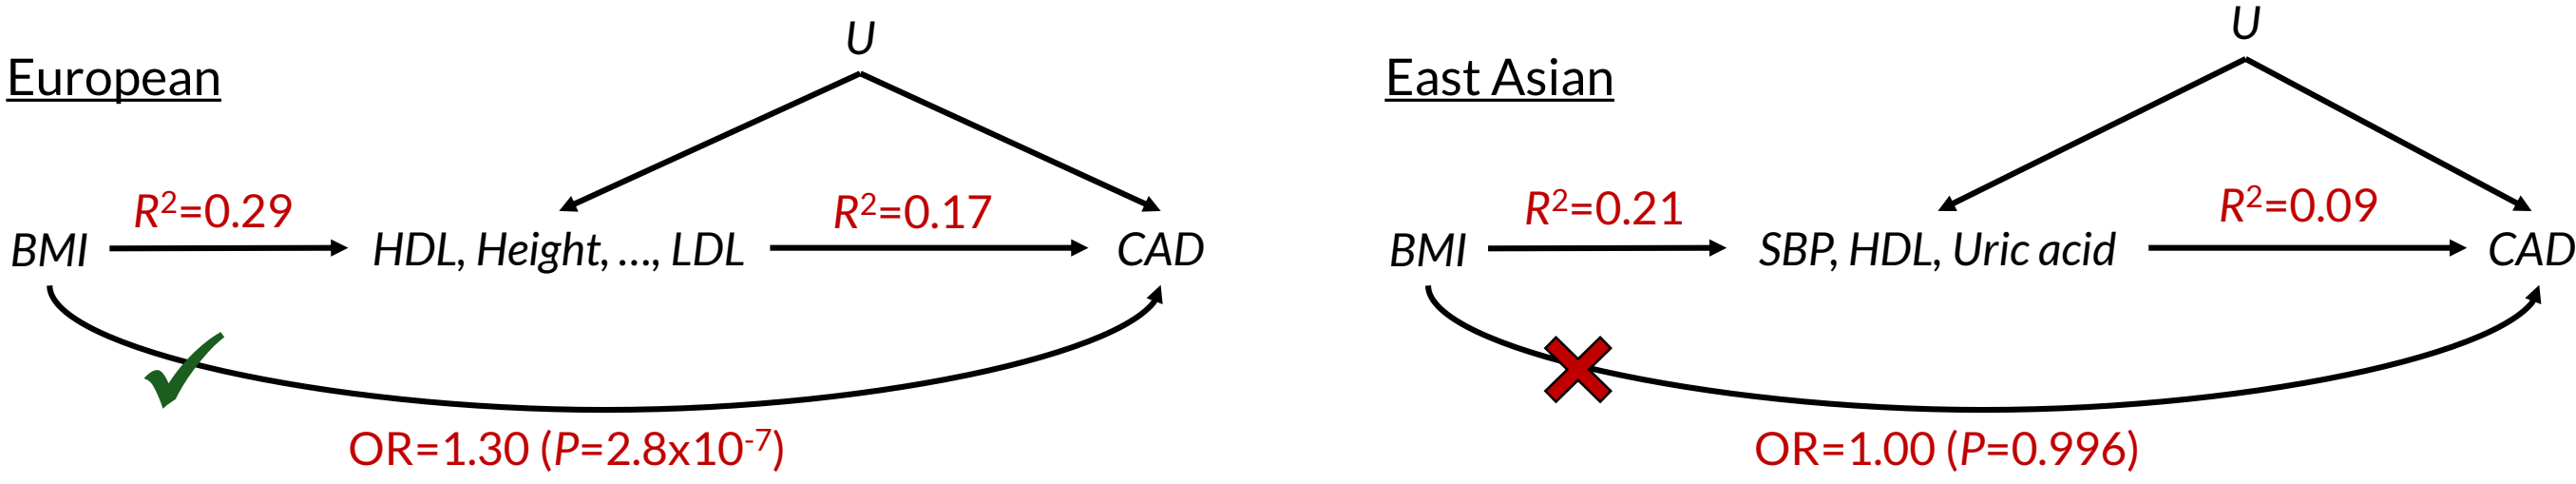 European
U
R²=0.29
R²=0.17
BMI
HDL, Height, ..., LDL
CAD
OR=1.30 (P=2.8x10⁻⁷)
East Asian
U
R²=0.21
R²=0.09
BMI
SBP, HDL, Uric acid
CAD
OR=1.00 (P=0.996)